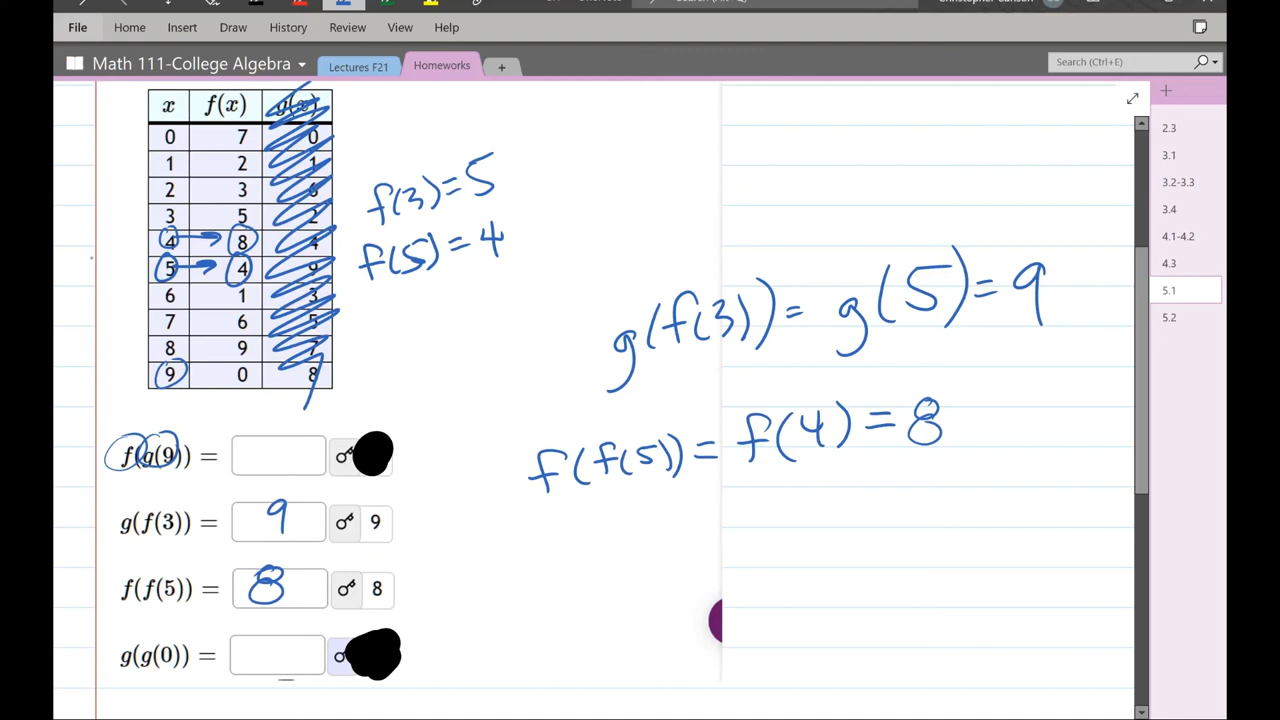 File Home Insert Draw History Review View Help
Math 111-College Algebra Lectures F21 Homeworks + Search (Ctrl+E)
x f(x) g(x)
0 7 0
1 2 1
2 3 6
3 5 2
4 8 4
5 4 9
6 1 3
7 6 5
8 9 7
9 0 8
f(3)=5
f(5)=4
g(f(3))= g(5)=9
f(f(5))= f(4)=8
f(g(9)) =
g(f(3)) = 9 9
f(f(5)) = 8 8
g(g(0)) =
2.3
3.1
3.2-3.3
3.4
4.1-4.2
4.3
5.1
5.2